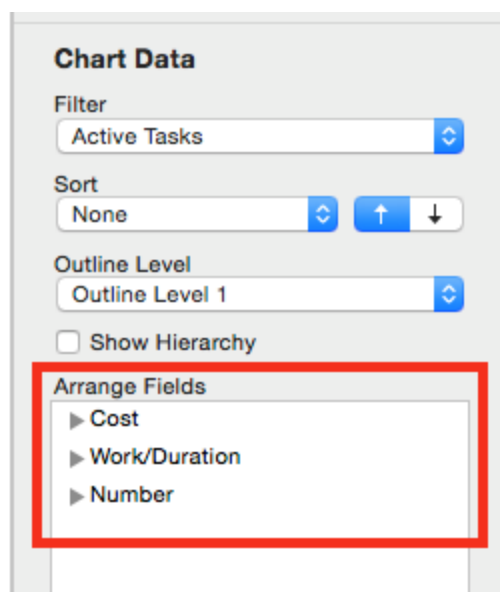 Chart Data
Filter
Active Tasks
Sort
None
Outline Level
Outline Level 1
Show Hierarchy
Arrange Fields
Cost
Work/Duration
Number